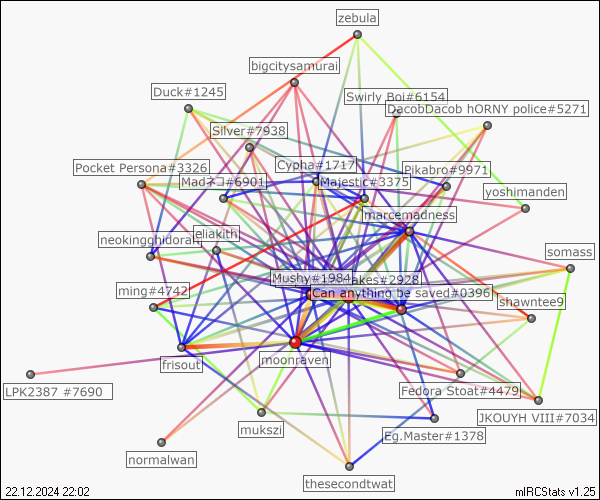 zebula
bigcitysamurai
Duck#1245
Swirly Boi#6154
DacobDacob hORNY police#5271
Silver#7938
Cypha#1717
Pikabro#9971
Pocket Persona#3326
Madネコ#6901
Majestic#3375
yoshimanden
marcemadness
neokingghidorah
eliakith
somass
Mushy#1984
akes#2928
ming#4742
Can anything be saved#0396
shawntee9
frisout
moonraven
LPK2387 #7690
Fedora Stoat#4479
JKOUYH VIII#7034
mukszi
Eg.Master#1378
normalwan
thesecondtwat
22.12.2024 22:02
mIRCStats v1.25